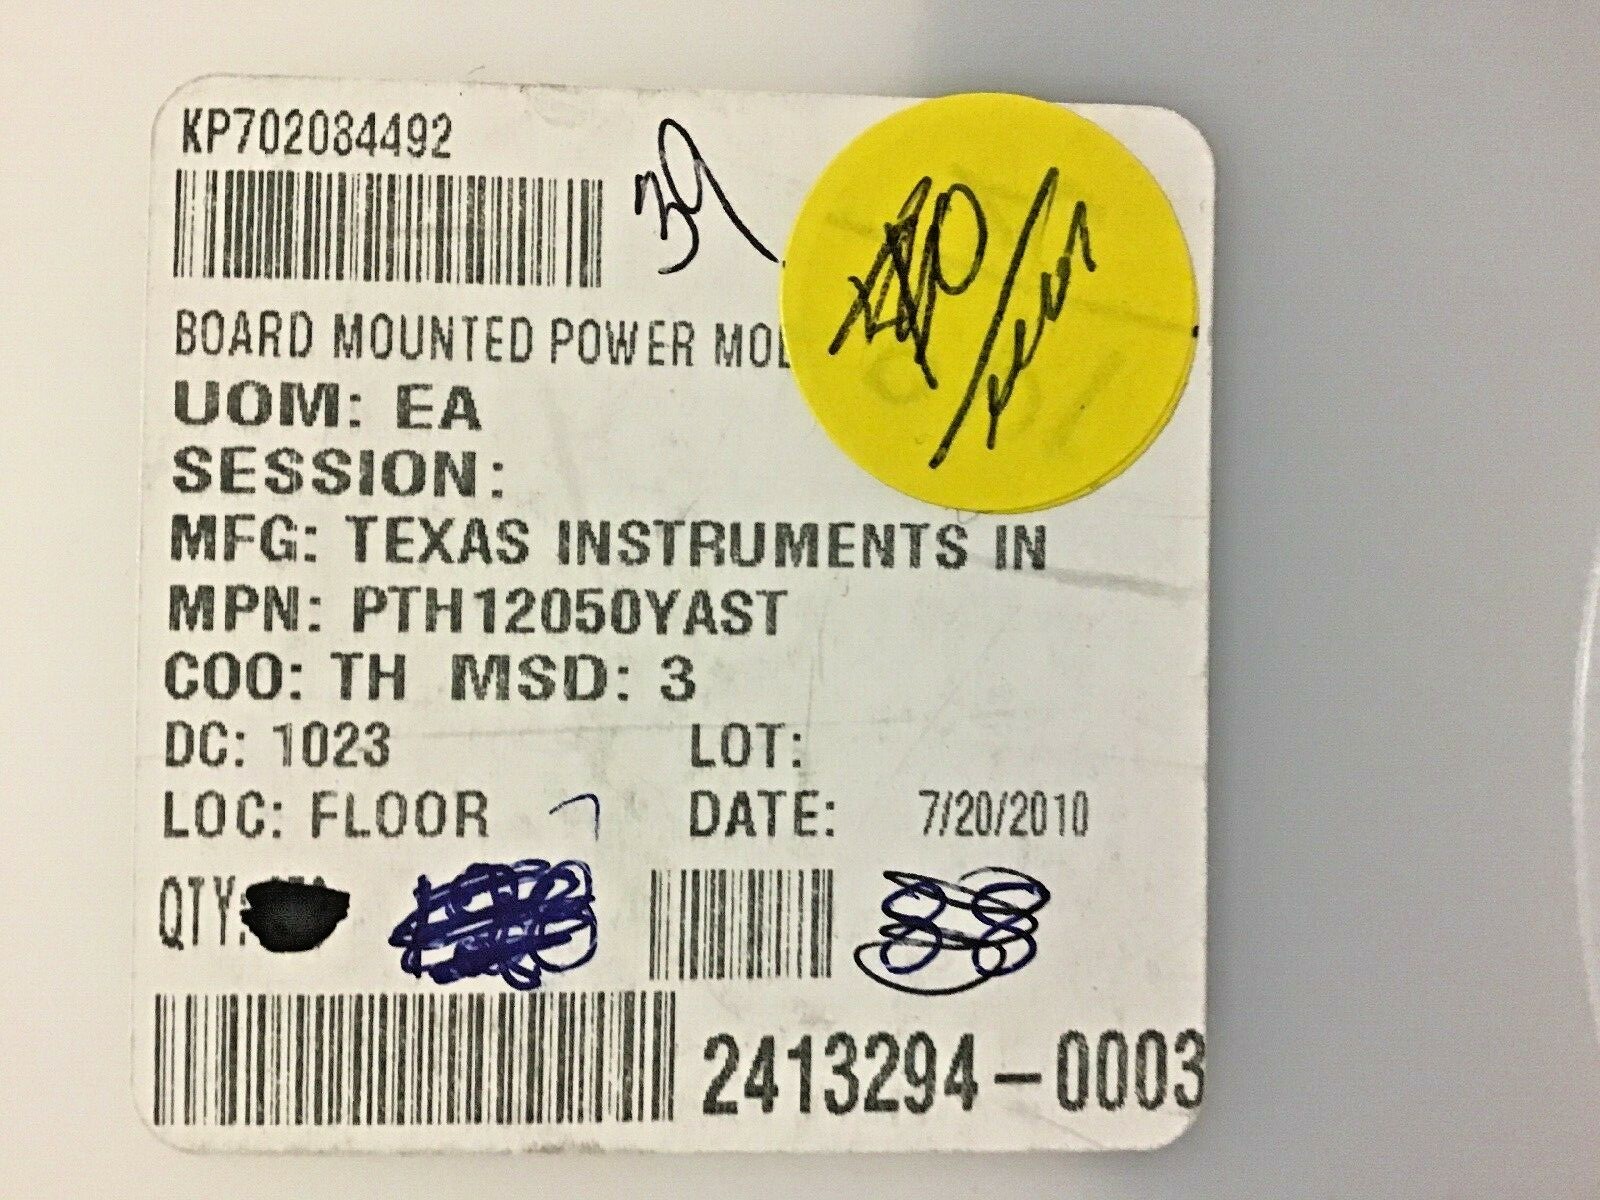 KP702084492
39
BOARD MOUNTED POWER MO
UOM: EA
SESSION:
MFG: TEXAS INSTRUMENTS IN
MPN: PTH12050YAST
COO: TH MSD: 3
DC: 1023 LOT:
LOC: FLOOR DATE: 7/20/2010
QTY:
2413294-0003